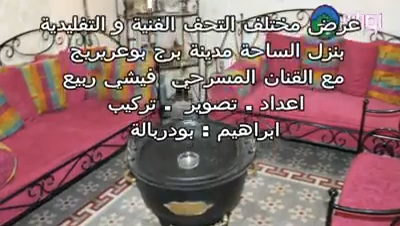 عرض مختلف التحف الفنية و التقليدية
بنزل الساحة مدينة برج بوعريريج
مع الفنان المسرحي فيشي ربيع
اعداد . تصوير . تركيب
ابراهيم : بودربالة